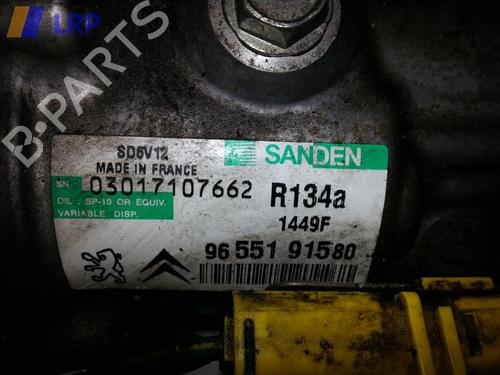 LRP
B-PARTS
SD6V12
MADE IN FRANCE
SANDEN
SN 03017107662
R134a
OIL : SP-10 OR EQUIV.
VARIABLE DISP.
1449F
96 551 915 80